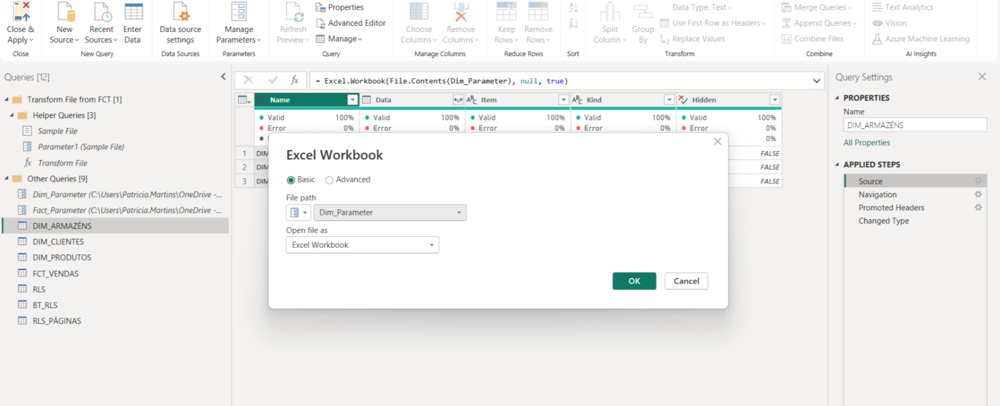 Close &
Apply
New
Source
Recent
Sources
Enter
Data
Data source
settings
Manage
Parameters
Refresh
Preview
Properties
Advanced Editor
Manage
Choose
Columns
Remove
Columns
Keep
Rows
Remove
Rows
Split
Column
Group
By
Data Type: Text
Use First Row as Headers
Replace Values
Merge Queries
Append Queries
Combine Files
Text Analytics
Vision
Azure Machine Learning
Close
New Query
Data Sources
Parameters
Query
Manage Columns
Reduce Rows
Sort
Transform
Combine
AI Insights
Queries [12]
Transform File from FCT [1]
Helper Queries [3]
Sample File
Parameter1 (Sample File)
fx Transform File
Other Queries [9]
Dim_Parameter (C:\Users\Patricia.Martins\OneDrive -...
Fact_Parameter (C:\Users\Patricia.Martins\OneDrive -...
DIM_ARMAZÉNS
DIM_CLIENTES
DIM_PRODUTOS
FCT_VENDAS
RLS
BT_RLS
RLS_PÁGINAS
fx
= Excel.Workbook(File.Contents(Dim_Parameter), null, true)
Name
Data
ABC Item
ABC Kind
Hidden
Valid 100%
Valid 100%
Valid 100%
Valid 100%
Valid 100%
Error 0%
Error 0%
Error 0%
Error 0%
Error 0%
0%
1 DIM
FALSE
2 DIM
FALSE
3 DIM
FALSE
Excel Workbook
Basic
Advanced
File path
Dim_Parameter
Open file as
Excel Workbook
OK
Cancel
Query Settings
PROPERTIES
Name
DIM_ARMAZÉNS
All Properties
APPLIED STEPS
Source
Navigation
Promoted Headers
Changed Type